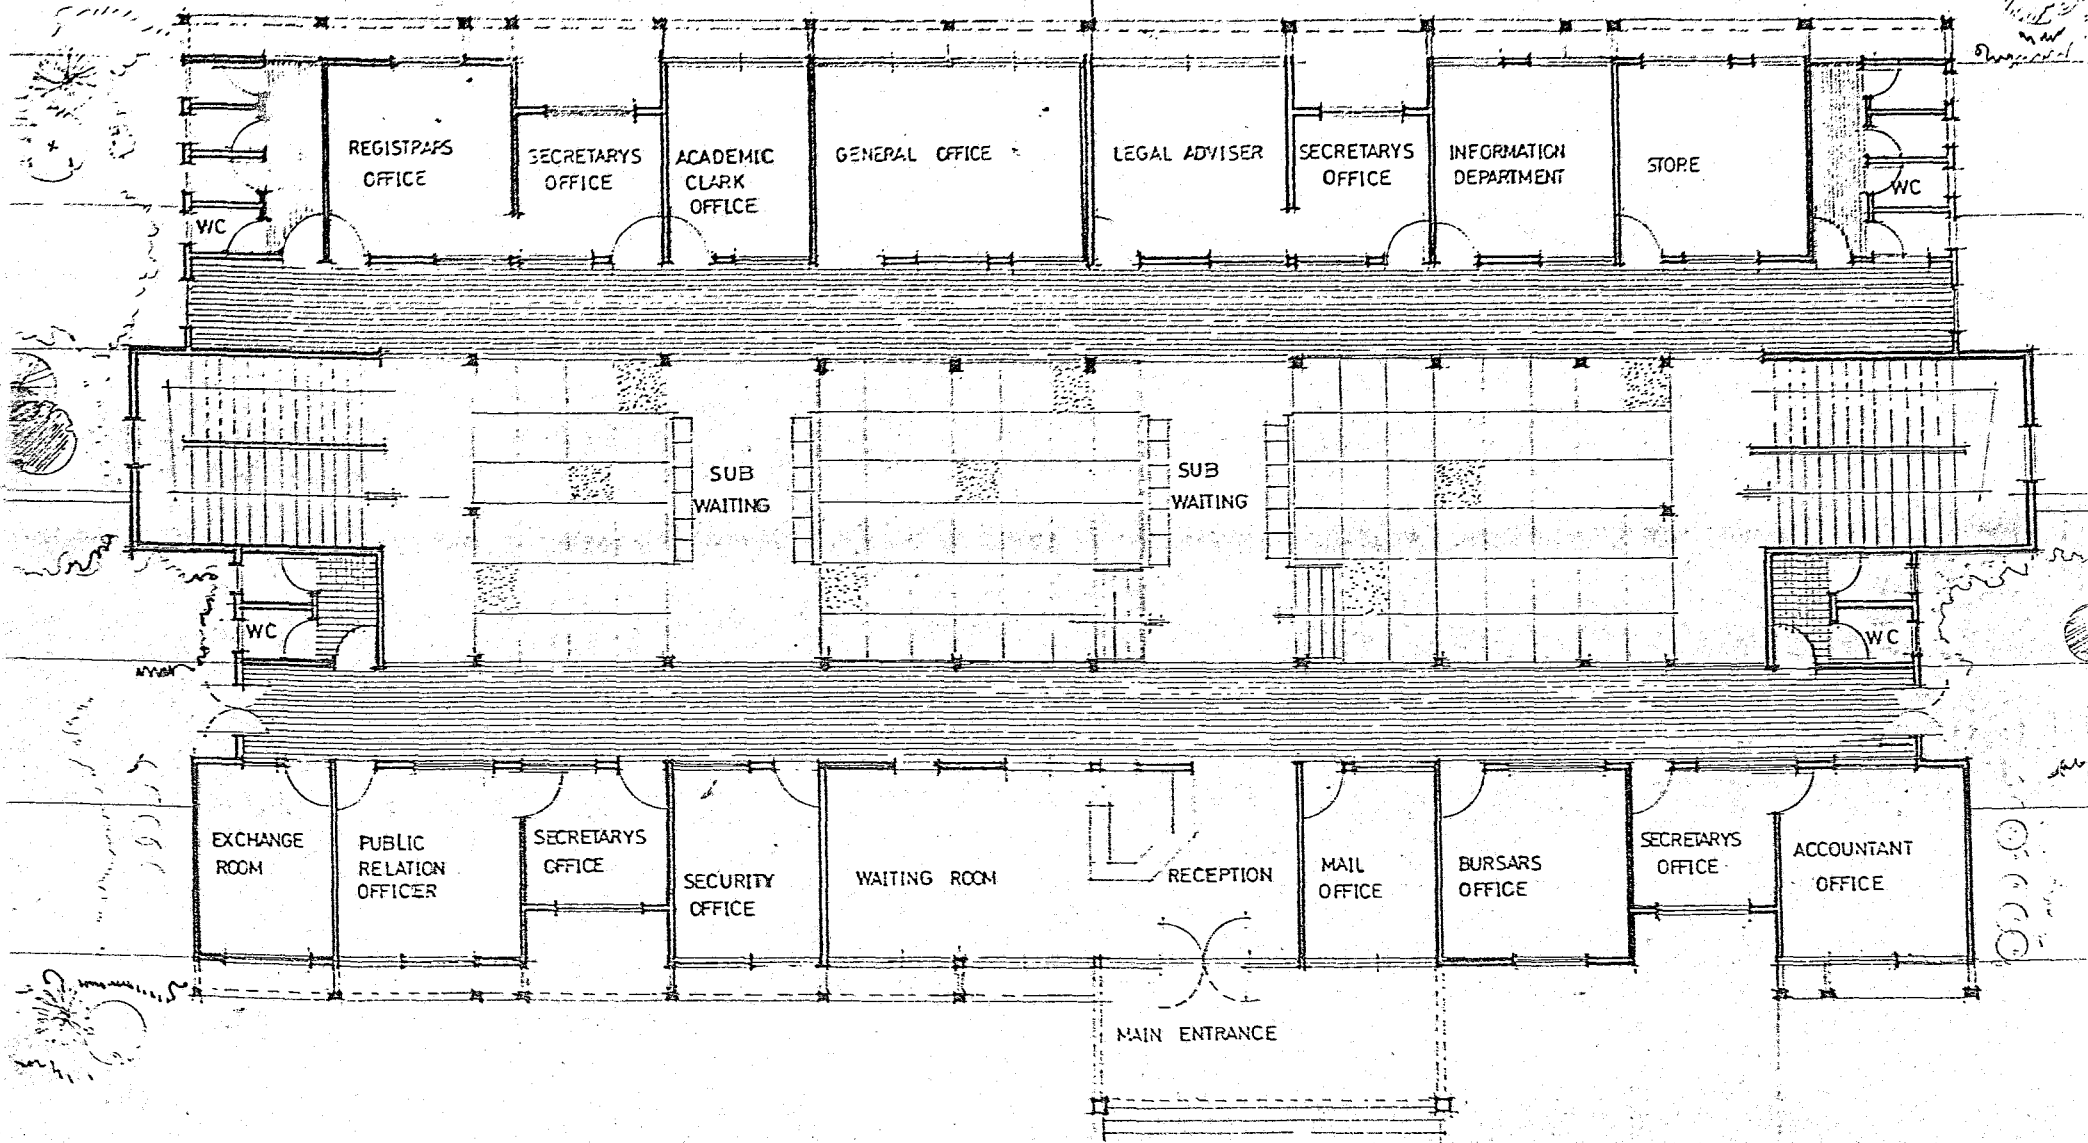 REGISTRARS
OFFICE
SECRETARYS
OFFICE
ACADEMIC
CLARK
OFFICE
GENERAL OFFICE
LEGAL ADVISER
SECRETARYS
OFFICE
INFORMATION
DEPARTMENT
STORE
WC
WC
SUB
WAITING
SUB
WAITING
WC
WC
EXCHANGE
ROOM
PUBLIC
RELATION
OFFICER
SECRETARYS
OFFICE
SECURITY
OFFICE
WAITING ROOM
RECEPTION
MAIL
OFFICE
BURSARS
OFFICE
SECRETARYS
OFFICE
ACCOUNTANT
OFFICE
MAIN ENTRANCE